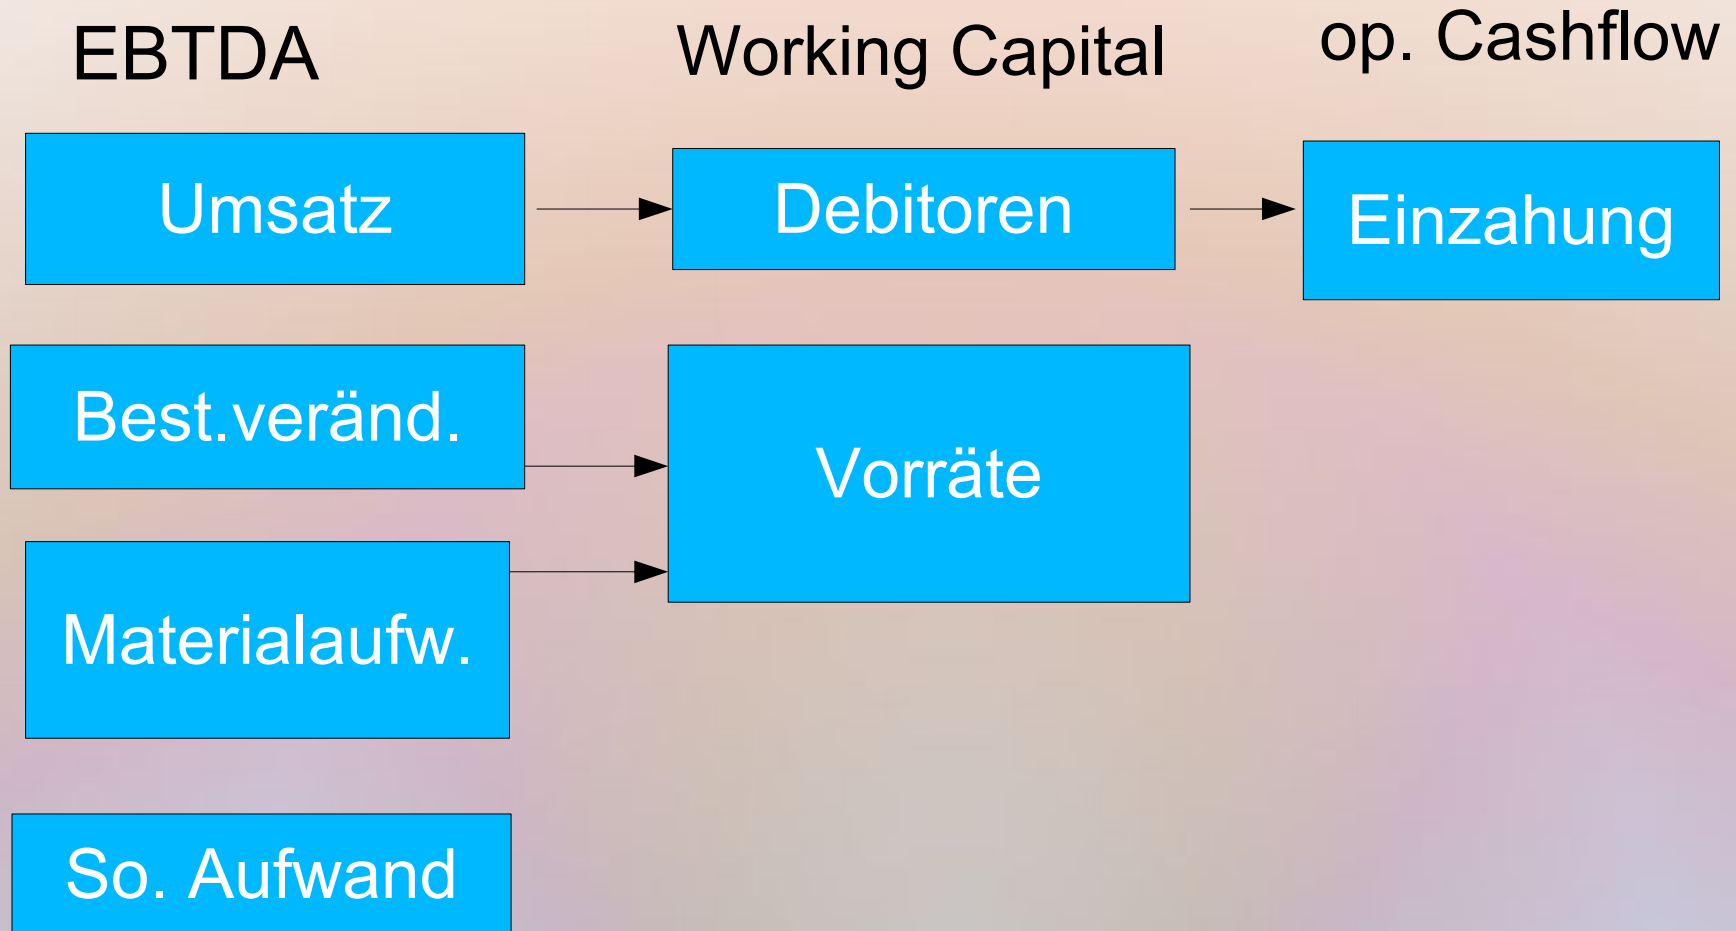 EBTDA
Working Capital
op. Cashflow
Umsatz
Debitoren
Einzahung
Best.veränd.
Vorräte
Materialaufw.
So. Aufwand